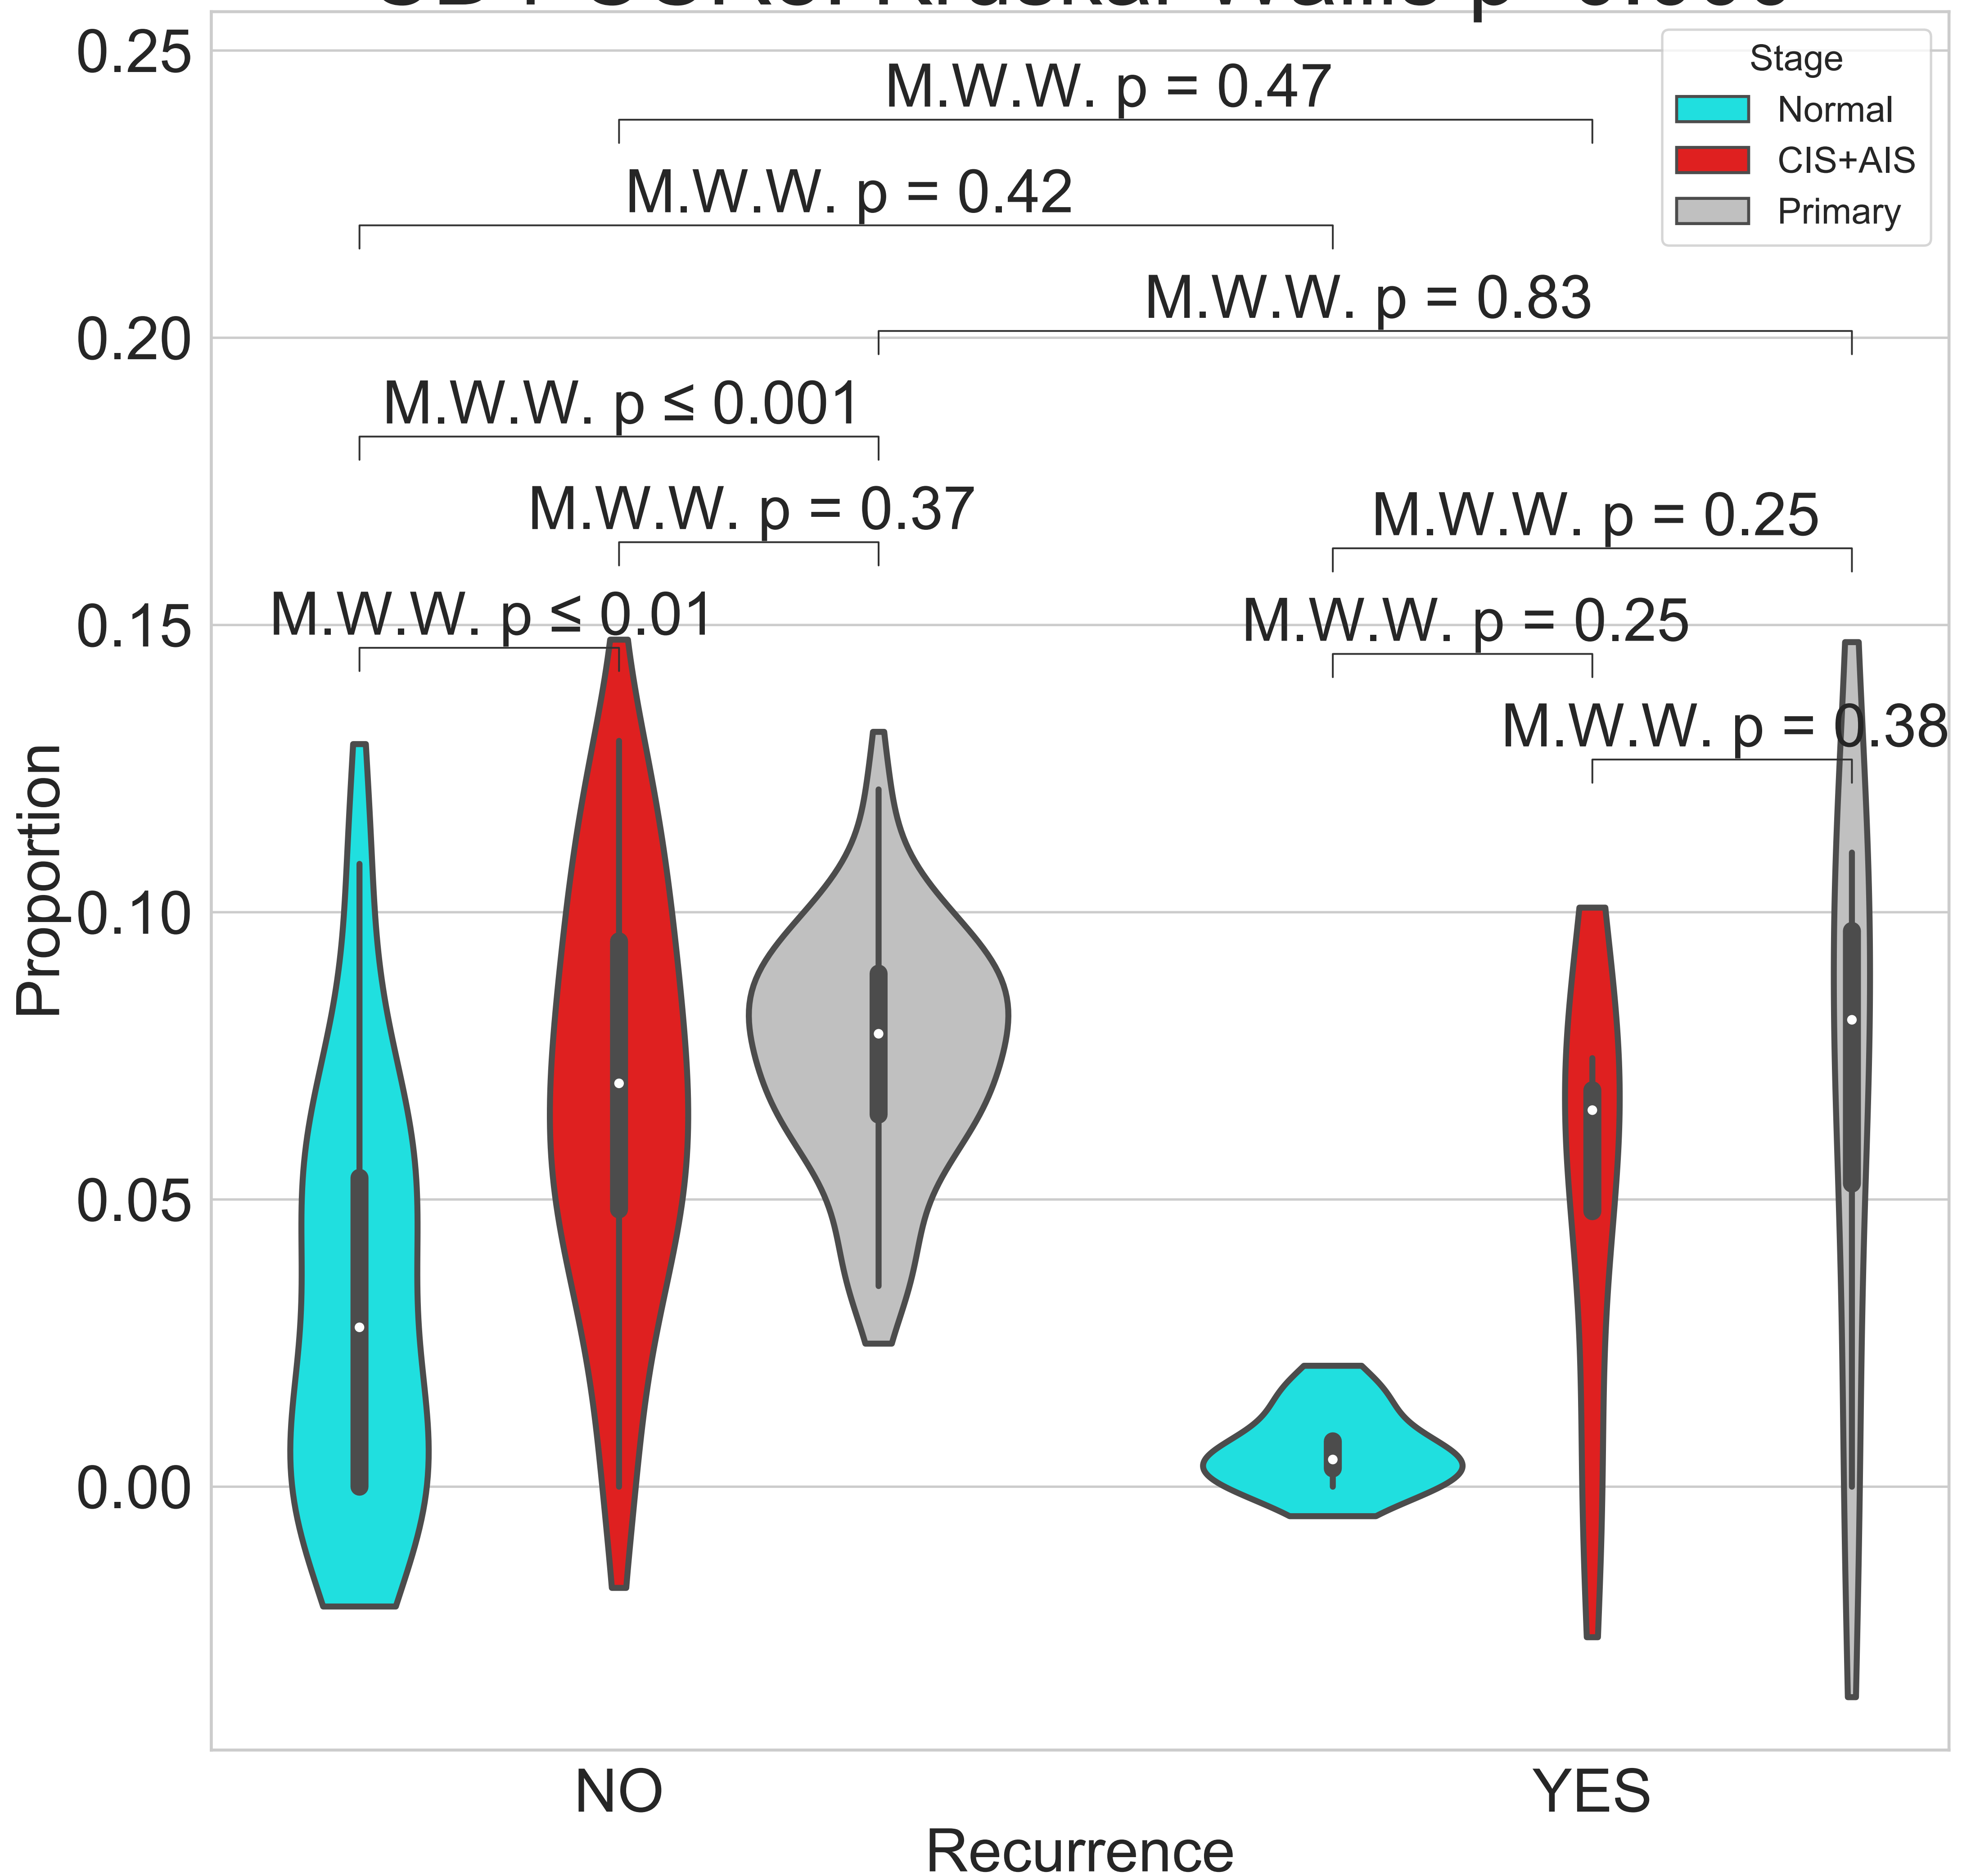 0.25
Stage
M.W.W. p = 0.47
Normal
CIS+AIS
M.W.W. p = 0.42
Primary
M.W.W. p = 0.83
0.20
M.W.W. p ≤ 0.001
M.W.W. p = 0.37
M.W.W. p = 0.25
M.W.W. p ≤ 0.01
M.W.W. p = 0.25
0.15
M.W.W. p = 0.38
Proportion
0.10
0.05
0.00
NO
YES
Recurrence